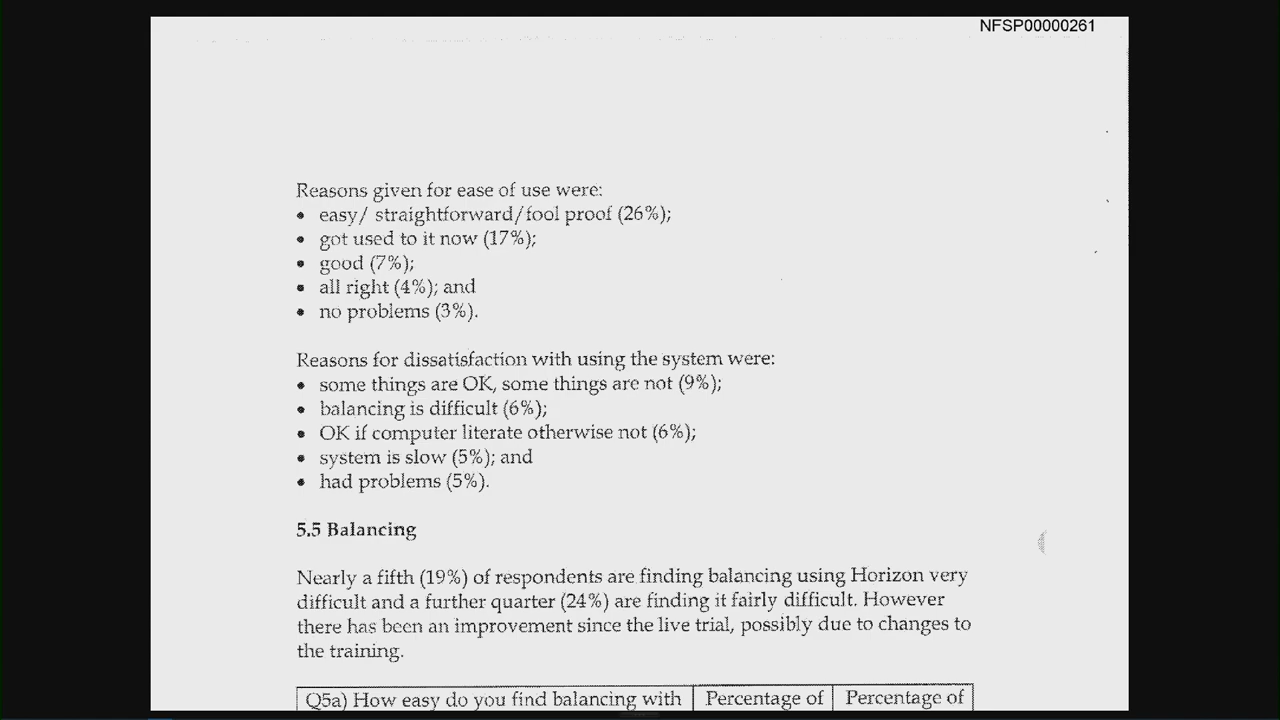 NFSP00000261
Reasons given for ease of use were:
• easy/ straightforward/fool proof (26%);
• got used to it now (17%);
• good (7%);
• all right (4%); and
• no problems (3%).
Reasons for dissatisfaction with using the system were:
• some things are OK, some things are not (9%);
• balancing is difficult (6%);
• OK if computer literate otherwise not (6%);
• system is slow (5%); and
• had problems (5%).
5.5 Balancing
Nearly a fifth (19%) of respondents are finding balancing using Horizon very
difficult and a further quarter (24%) are finding it fairly difficult. However
there has been an improvement since the live trial, possibly due to changes to
the training.
Q5a) How easy do you find balancing with Percentage of Percentage of